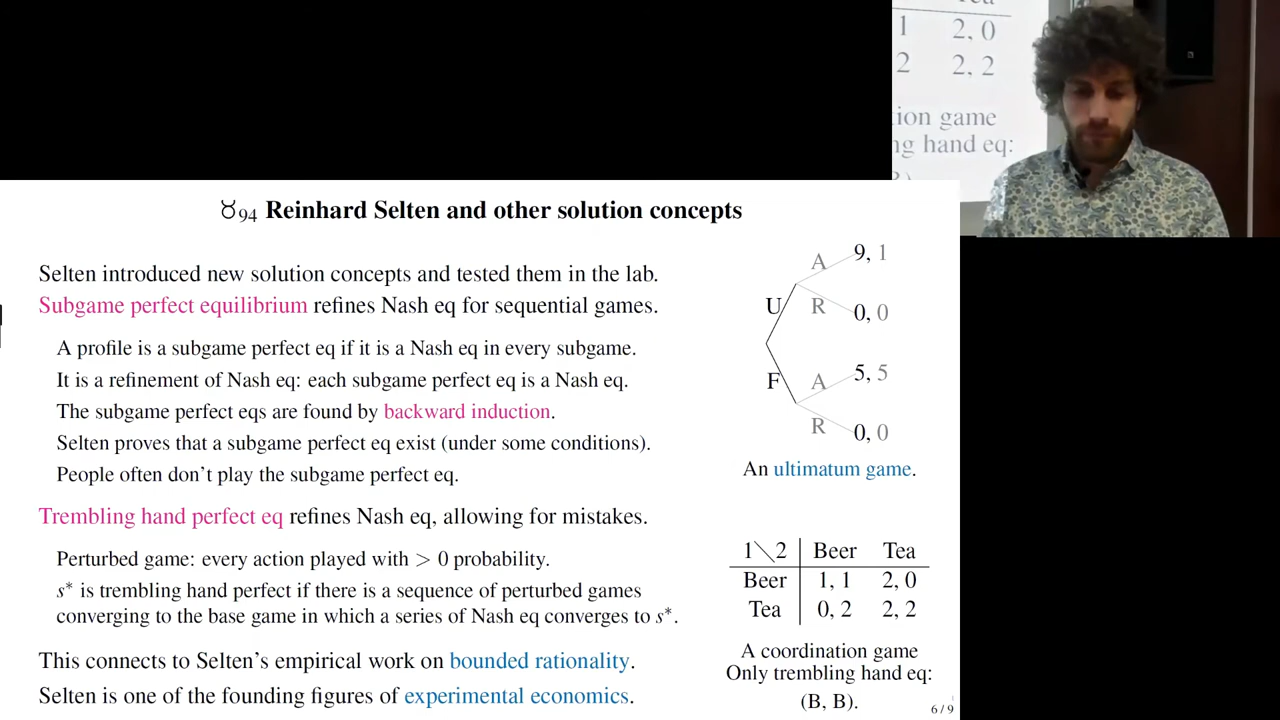 1 2, 0
2 2, 2
ion game
ng hand eq:
♉94 Reinhard Selten and other solution concepts
Selten introduced new solution concepts and tested them in the lab.
Subgame perfect equilibrium refines Nash eq for sequential games.
A profile is a subgame perfect eq if it is a Nash eq in every subgame.
It is a refinement of Nash eq: each subgame perfect eq is a Nash eq.
The subgame perfect eqs are found by backward induction.
Selten proves that a subgame perfect eq exist (under some conditions).
People often don't play the subgame perfect eq.
Trembling hand perfect eq refines Nash eq, allowing for mistakes.
Perturbed game: every action played with > 0 probability.
s* is trembling hand perfect if there is a sequence of perturbed games
converging to the base game in which a series of Nash eq converges to s*.
This connects to Selten's empirical work on bounded rationality.
Selten is one of the founding figures of experimental economics.
A 9, 1
U R 0, 0
F A 5, 5
R 0, 0
An ultimatum game.
1\2 Beer Tea
Beer 1, 1 2, 0
Tea 0, 2 2, 2
A coordination game
Only trembling hand eq:
(B, B).
6 / 9